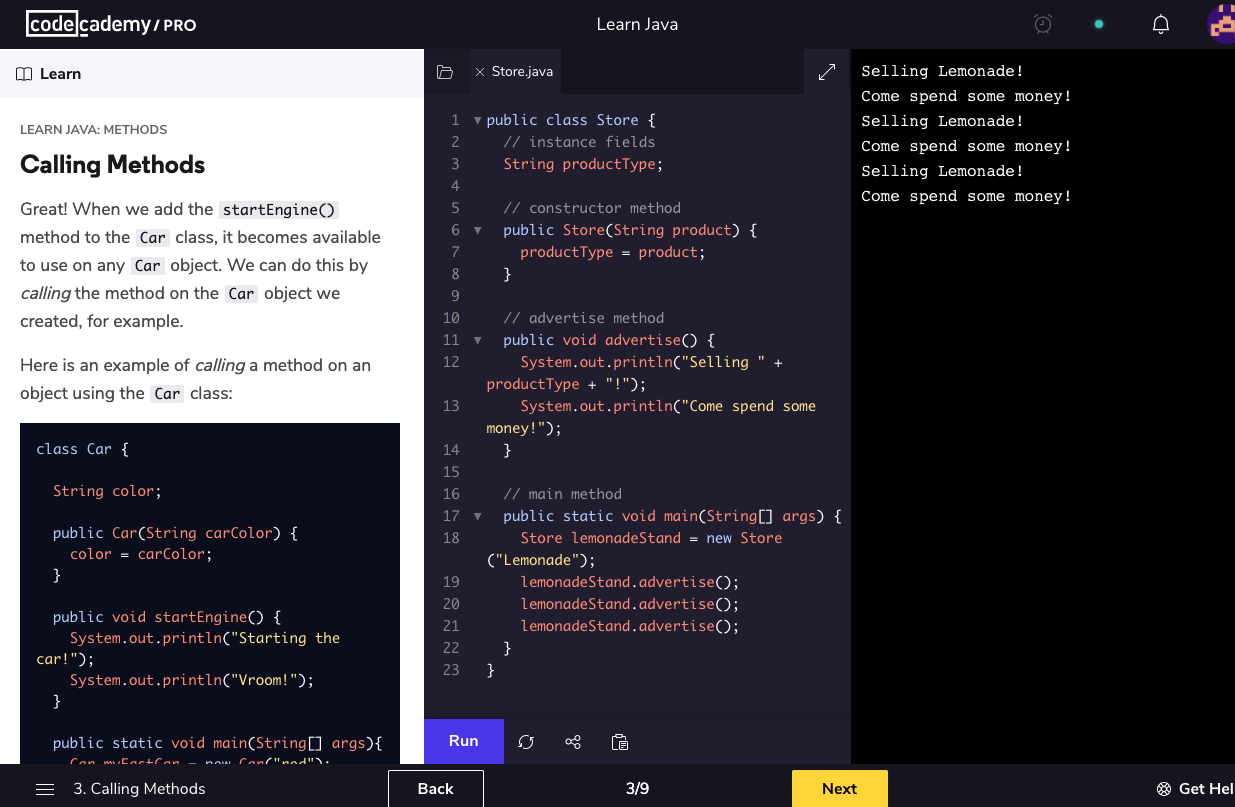 codecademy / PRO
Learn Java
Learn
LEARN JAVA: METHODS
Calling Methods
Great! When we add the startEngine()
method to the Car class, it becomes available
to use on any Car object. We can do this by
calling the method on the Car object we
created, for example.
Here is an example of calling a method on an
object using the Car class:
class Car {
String color;
public Car(String carColor) {
color = carColor;
}
public void startEngine() {
System.out.println("Starting the
car!");
System.out.println("Vroom!");
}
public static void main(String[] args){
Car myFastCar = new Car("red");
Store.java
1 public class Store {
2 // instance fields
3 String productType;
4
5 // constructor method
6 public Store(String product) {
7 productType = product;
8 }
9
10 // advertise method
11 public void advertise() {
12 System.out.println("Selling " +
productType + "!");
13 System.out.println("Come spend some
money!");
14 }
15
16 // main method
17 public static void main(String[] args) {
18 Store lemonadeStand = new Store
("Lemonade");
19 lemonadeStand.advertise();
20 lemonadeStand.advertise();
21 lemonadeStand.advertise();
22 }
23 }
Run
Selling Lemonade!
Come spend some money!
Selling Lemonade!
Come spend some money!
Selling Lemonade!
Come spend some money!
3. Calling Methods
Back
3/9
Next
Get Hel